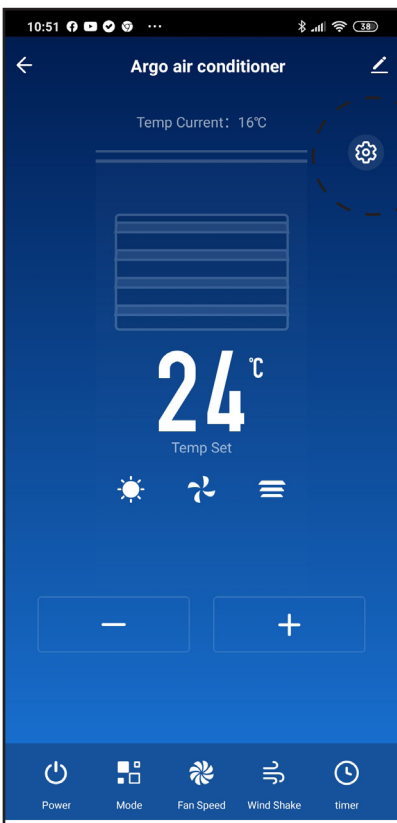 10:51 38
Argo air conditioner
Temp Current: 16℃
24 ℃
Temp Set
Power Mode Fan Speed Wind Shake timer